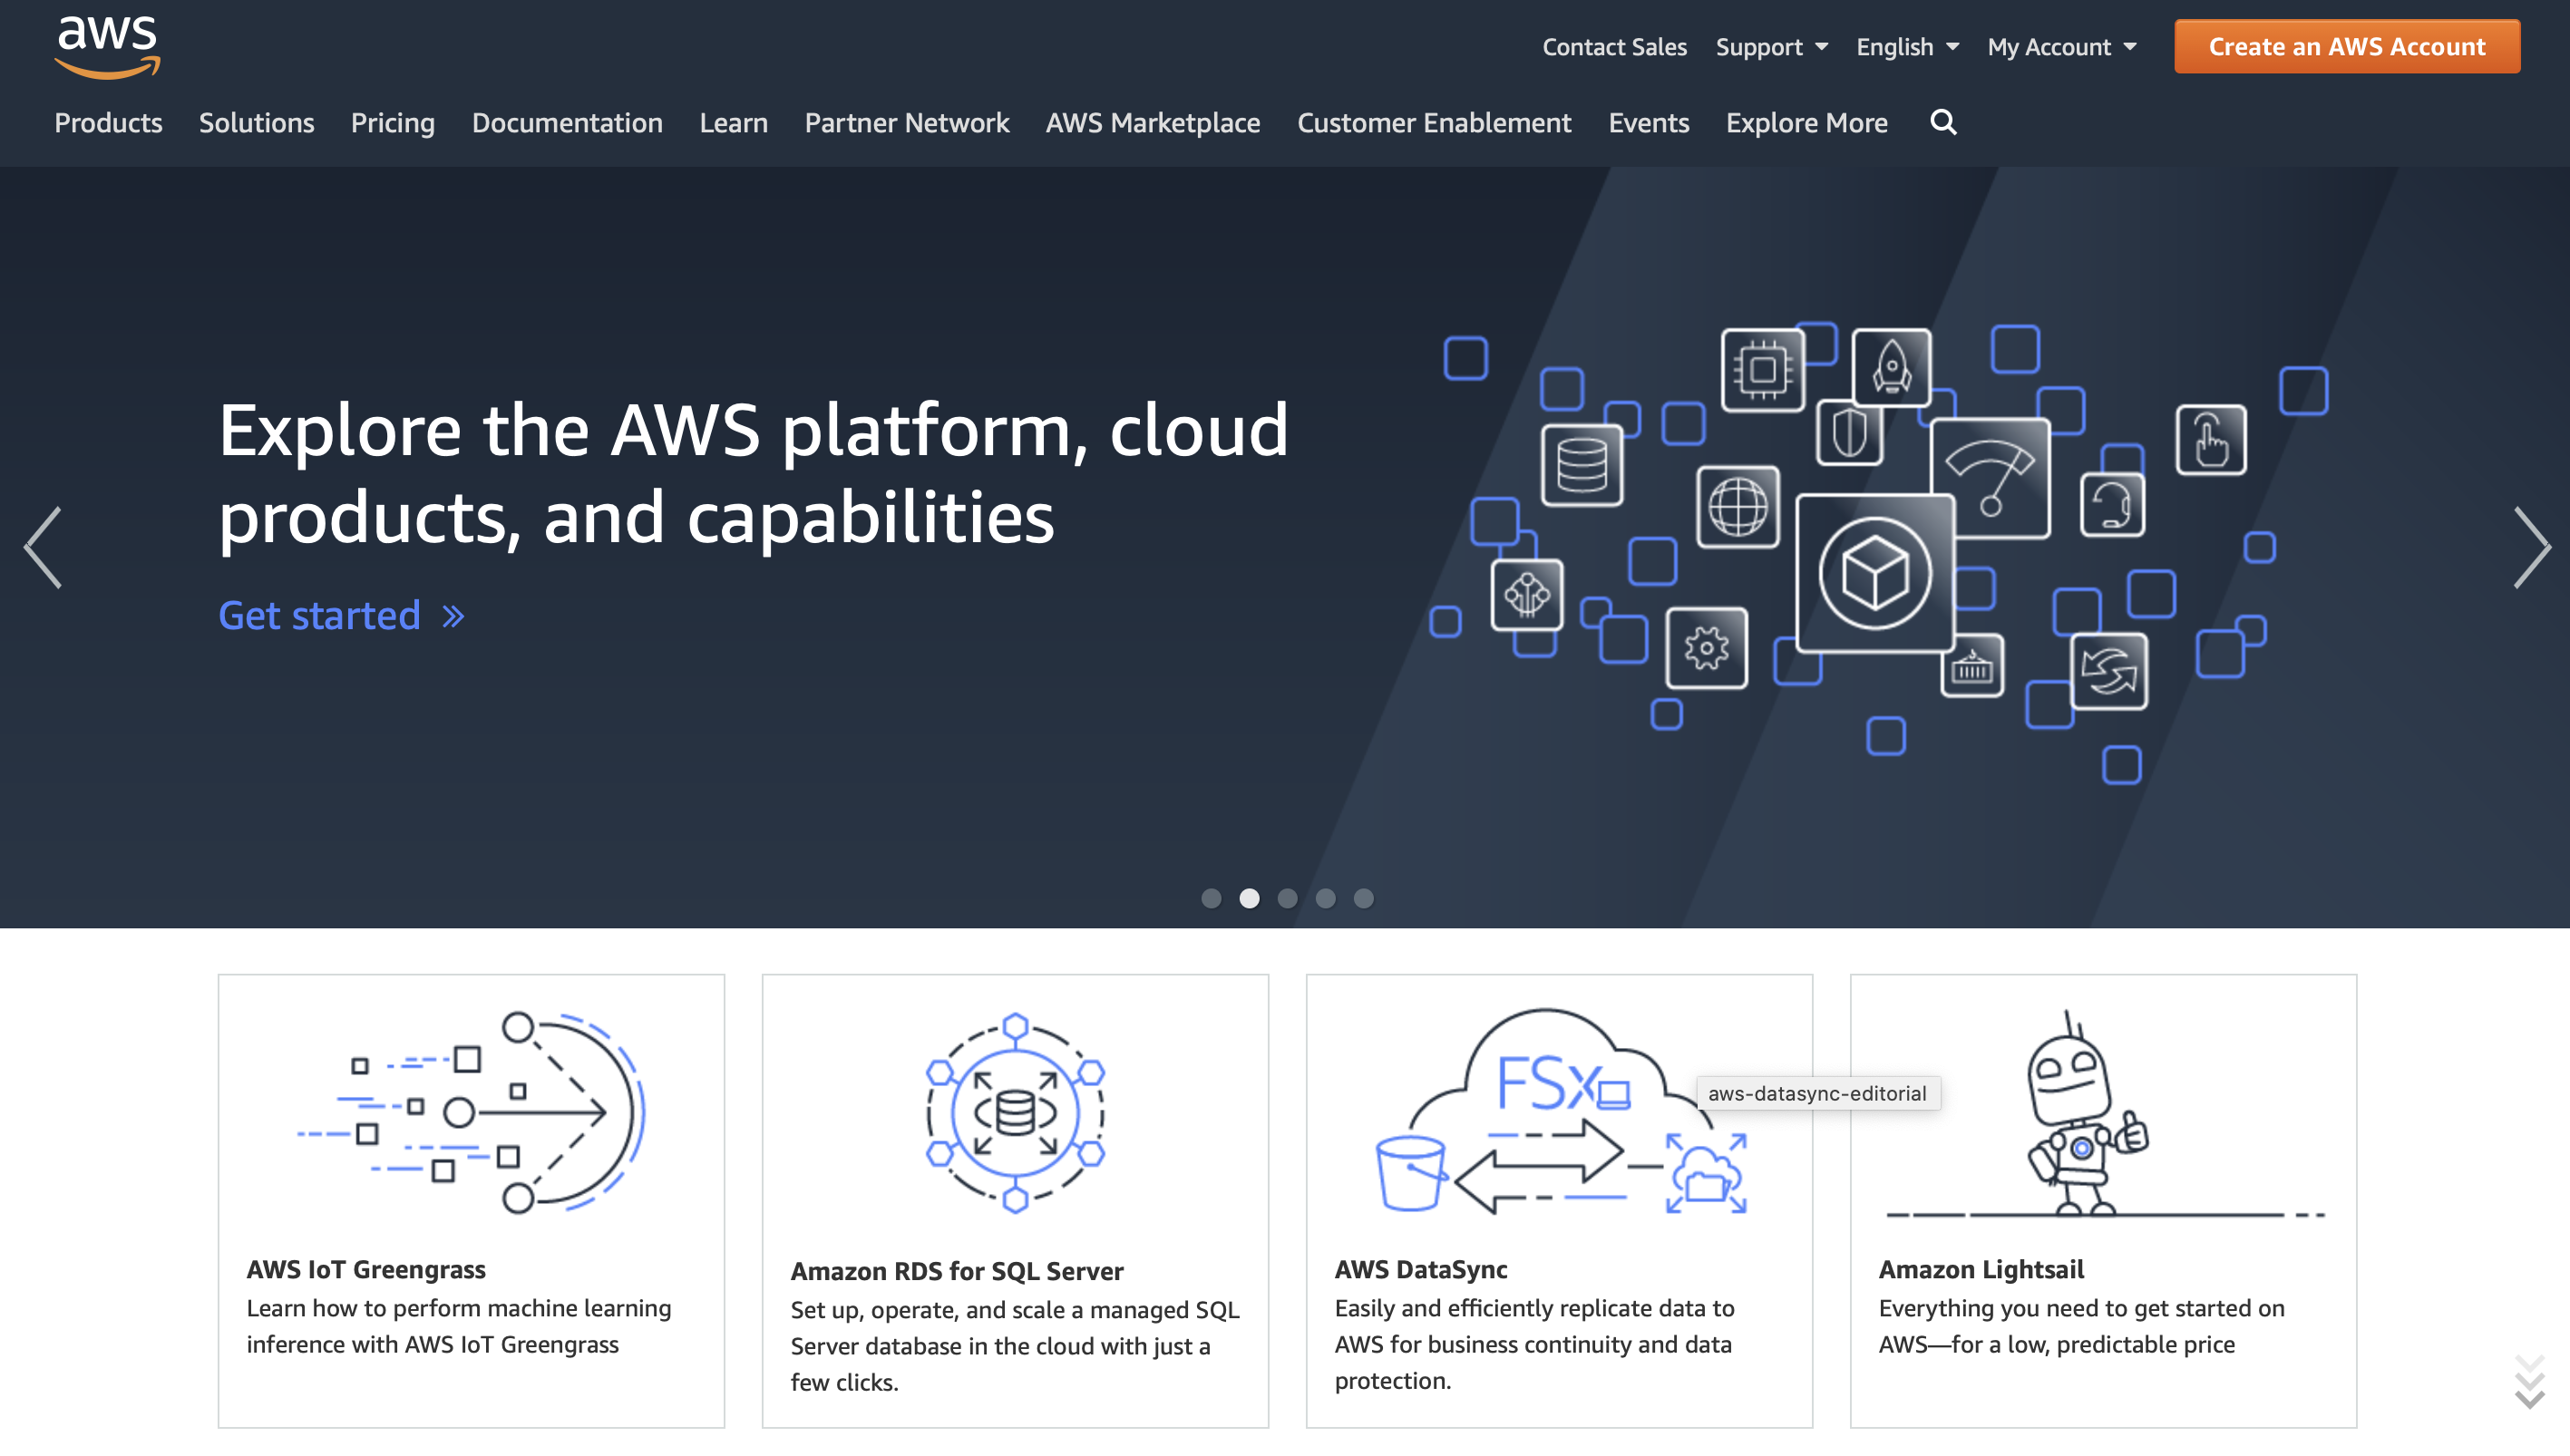 aws
Contact Sales Support English My Account Create an AWS Account
Products Solutions Pricing Documentation Learn Partner Network AWS Marketplace Customer Enablement Events Explore More
Explore the AWS platform, cloud
products, and capabilities
Get started »
FSx
aws-datasync-editorial
AWS IoT Greengrass
Learn how to perform machine learning
inference with AWS IoT Greengrass
Amazon RDS for SQL Server
Set up, operate, and scale a managed SQL
Server database in the cloud with just a
few clicks.
AWS DataSync
Easily and efficiently replicate data to
AWS for business continuity and data
protection.
Amazon Lightsail
Everything you need to get started on
AWS—for a low, predictable price